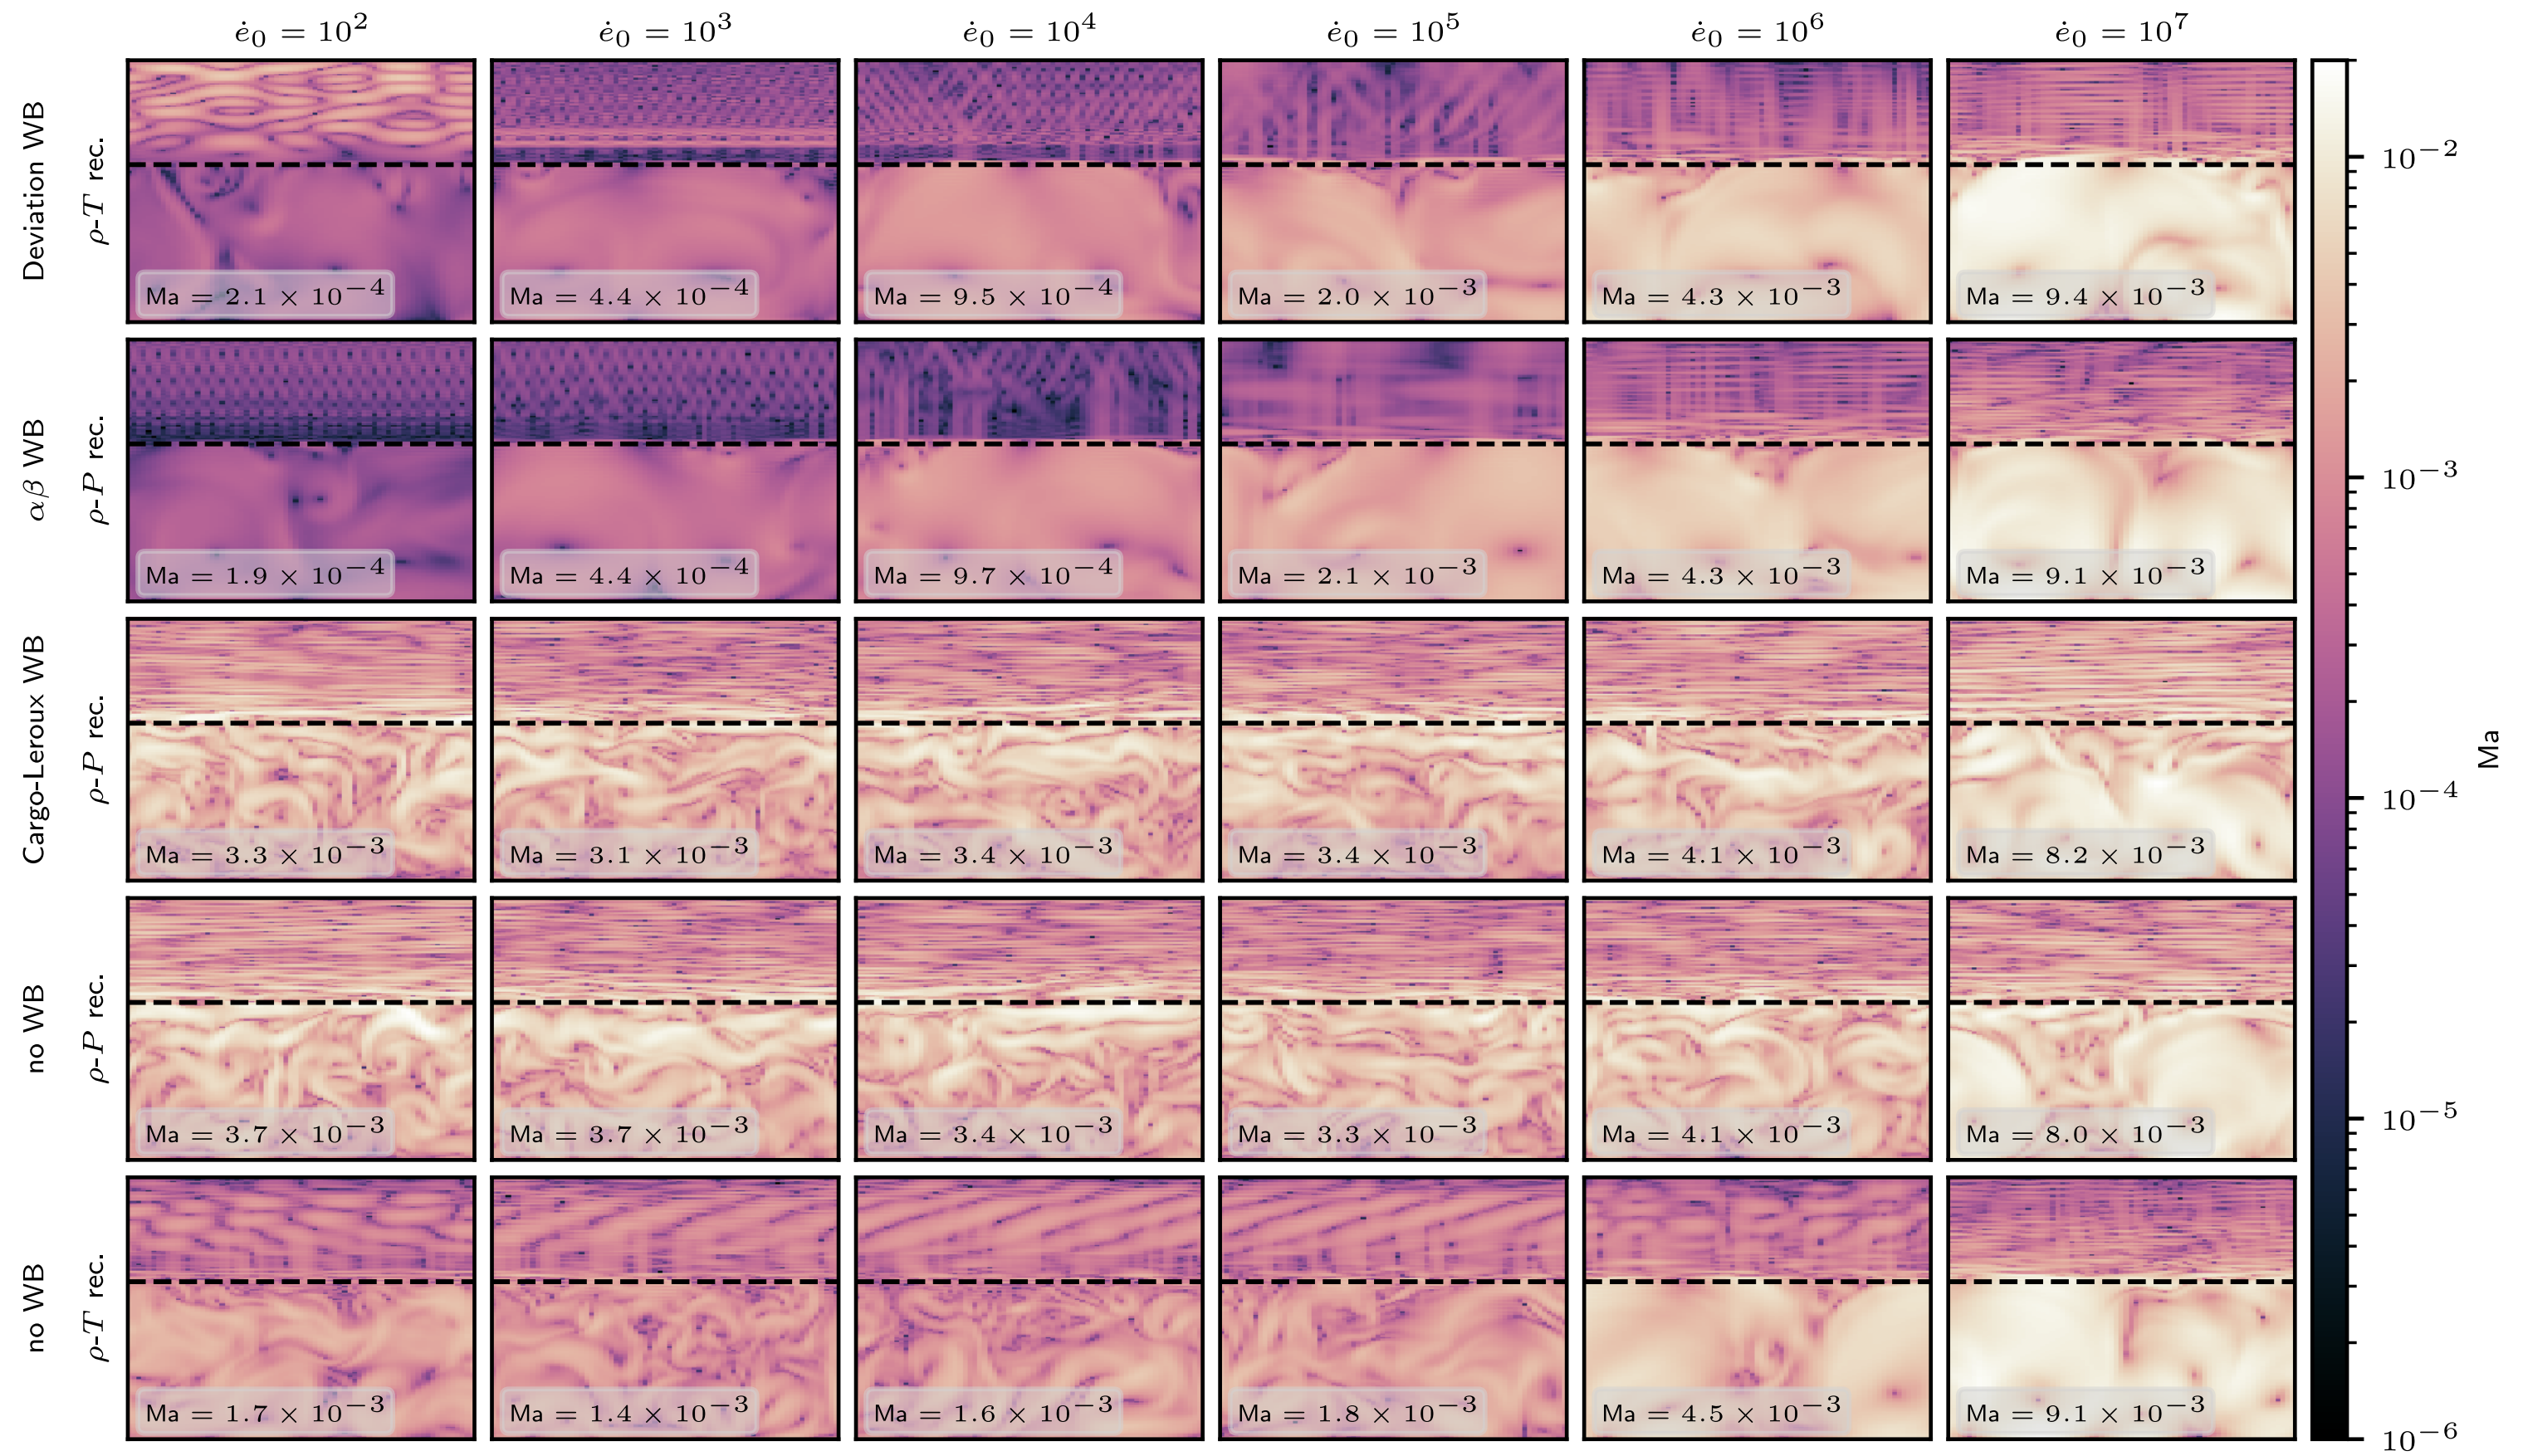 ė₀ = 10² ė₀ = 10³ ė₀ = 10⁴ ė₀ = 10⁵ ė₀ = 10⁶ ė₀ = 10⁷
Deviation WB
ρ-T rec.
Ma = 2.1 × 10⁻⁴ Ma = 4.4 × 10⁻⁴ Ma = 9.5 × 10⁻⁴ Ma = 2.0 × 10⁻³ Ma = 4.3 × 10⁻³ Ma = 9.4 × 10⁻³
αβ WB
ρ-P rec.
Ma = 1.9 × 10⁻⁴ Ma = 4.4 × 10⁻⁴ Ma = 9.7 × 10⁻⁴ Ma = 2.1 × 10⁻³ Ma = 4.3 × 10⁻³ Ma = 9.1 × 10⁻³
Cargo-Leroux WB
ρ-P rec.
Ma = 3.3 × 10⁻³ Ma = 3.1 × 10⁻³ Ma = 3.4 × 10⁻³ Ma = 3.4 × 10⁻³ Ma = 4.1 × 10⁻³ Ma = 8.2 × 10⁻³
no WB
ρ-P rec.
Ma = 3.7 × 10⁻³ Ma = 3.7 × 10⁻³ Ma = 3.4 × 10⁻³ Ma = 3.3 × 10⁻³ Ma = 4.1 × 10⁻³ Ma = 8.0 × 10⁻³
no WB
ρ-T rec.
Ma = 1.7 × 10⁻³ Ma = 1.4 × 10⁻³ Ma = 1.6 × 10⁻³ Ma = 1.8 × 10⁻³ Ma = 4.5 × 10⁻³ Ma = 9.1 × 10⁻³
10⁻²
10⁻³
10⁻⁴
10⁻⁵
10⁻⁶
Ma